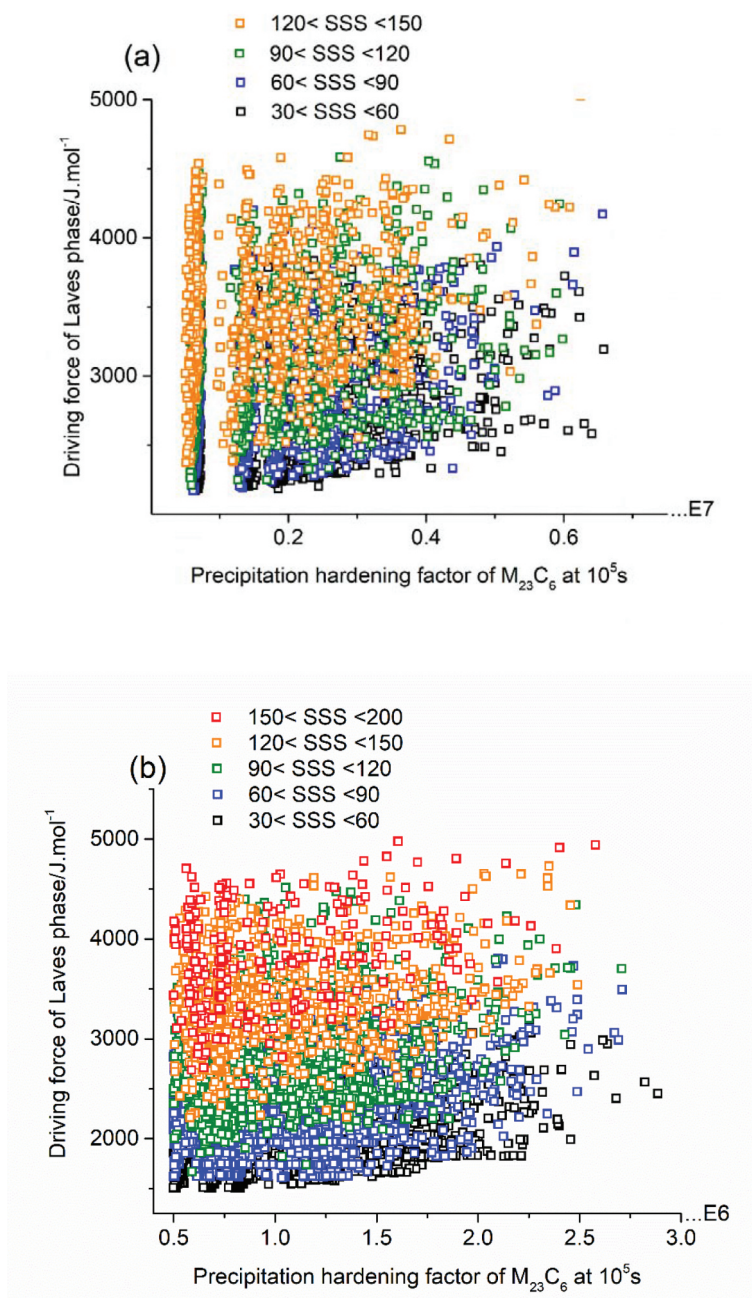 120< SSS <150
(a)
90< SSS <120
60< SSS <90
30< SSS <60
5000
4000
3000
Driving force of Laves phase/J.mol⁻¹
0.2
0.4
0.6
...E7
Precipitation hardening factor of M₂₃C₆ at 10⁵s
150< SSS <200
120< SSS <150
(b)
90< SSS <120
60< SSS <90
30< SSS <60
5000
4000
3000
2000
Driving force of Laves phase/J.mol⁻¹
0.5
1.0
1.5
2.0
2.5
3.0
...E6
Precipitation hardening factor of M₂₃C₆ at 10⁵s